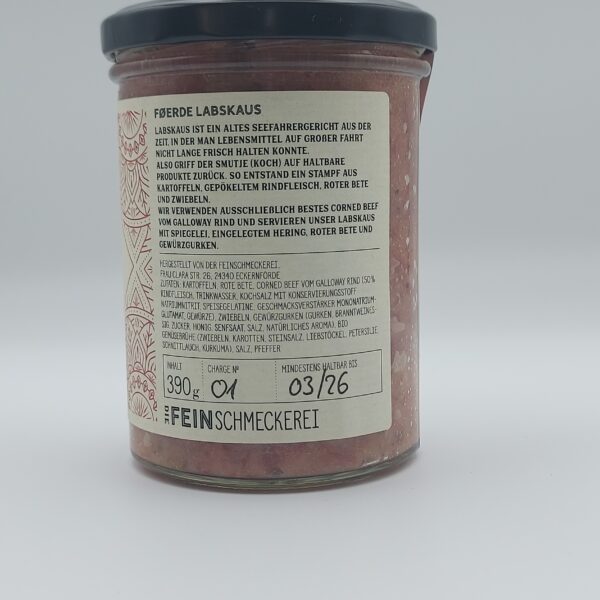 FØERDE LABSKAUS
LABSKAUS IST EIN ALTES SEEFAHRERGERICHT AUS DER
ZEIT, IN DER MAN LEBENSMITTEL AUF GROẞER FAHRT
NICHT LANGE FRISCH HALTEN KONNTE.
ALSO GRIFF DER SMUTJE (KOCH) AUF HALTBARE
PRODUKTE ZURÜCK. SO ENTSTAND EIN STAMPF AUS
KARTOFFELN, GEPÖKELTEM RINDFLEISCH, ROTER BETE
UND ZWIEBELN.
WIR VERWENDEN AUSSCHLIEẞLICH BESTES CORNED BEEF
VOM GALLOWAY RIND UND SERVIEREN UNSER LABSKAUS
MIT SPIEGELEI, EINGELEGTEM HERING, ROTER BETE UND
GEWÜRZGURKEN.
HERGESTELLT VON DER FEINSCHMECKEREI,
FRAU CLARA STR. 26, 24340 ECKERNFÖRDE
ZUTATEN: KARTOFFELN, ROTE BETE, CORNED BEEF VOM GALLOWAY RIND (150%
RINDFLEISCH, TRINKWASSER, KOCHSALZ MIT KONSERVIERUNGSSTOFF
NATRIUMNITRIT, SPEISEGELATINE, GESCHMACKSVERSTÄRKER MONONATRIUM-
GLUTAMAT, GEWÜRZE), ZWIEBELN, GEWÜRZGURKEN (GURKEN, BRANNTWEINES-
SIG, ZUCKER, HONIG, SENFSAAT, SALZ, NATÜRLICHES AROMA), BIO
GEMÜSEBRÜHE (ZWIEBELN, KAROTTEN, STEINSALZ, LIEBSTÖCKEL, PETERSILIE,
SCHNITTLAUCH, KURKUMA), SALZ, PFEFFER
INHALT CHARGE Nº MINDESTENS HALTBAR BIS
390g 01 03/26
DIE FEINSCHMECKEREI